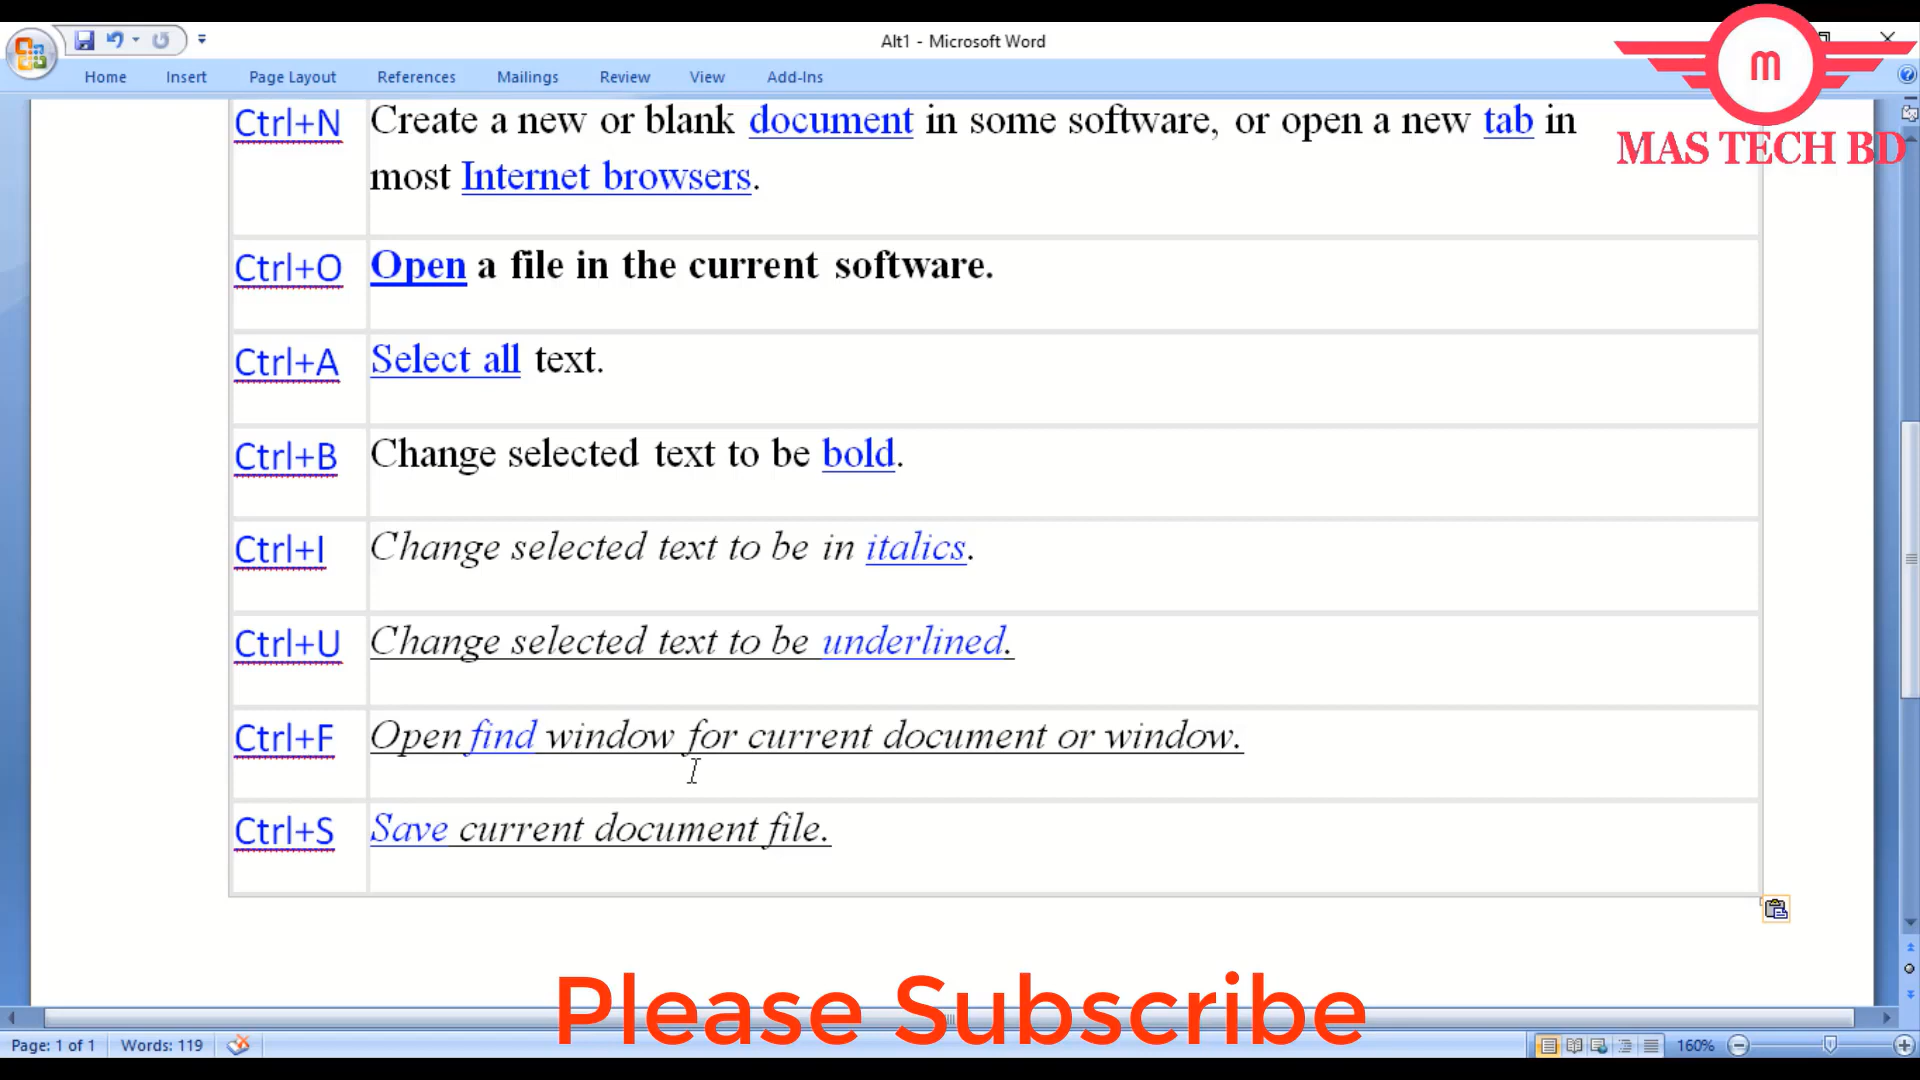 Alt1 - Microsoft Word
Home Insert Page Layout References Mailings Review View Add-Ins
m
MAS TECH BD
Ctrl+N Create a new or blank document in some software, or open a new tab in
most Internet browsers.
Ctrl+O Open a file in the current software.
Ctrl+A Select all text.
Ctrl+B Change selected text to be bold.
Ctrl+I Change selected text to be in italics.
Ctrl+U Change selected text to be underlined.
Ctrl+F Open find window for current document or window.
Ctrl+S Save current document file.
Please Subscribe
Page: 1 of 1 Words: 119 160%